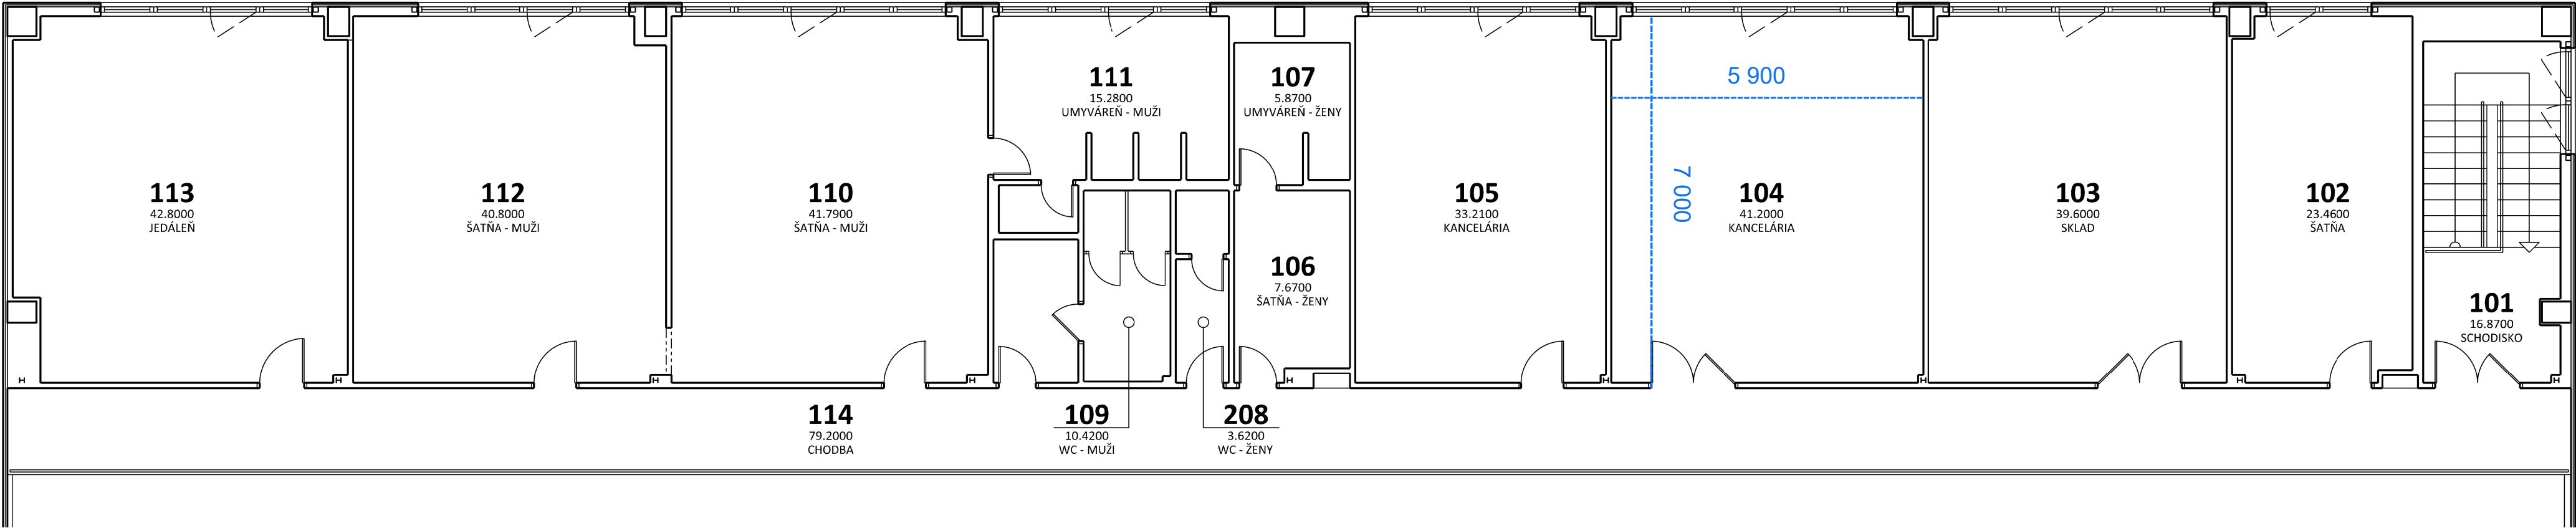 113
42.8000
JEDÁLEŇ
112
40.8000
ŠATŇA - MUŽI
110
41.7900
ŠATŇA - MUŽI
111
15.2800
UMYVÁREŇ - MUŽI
107
5.8700
UMYVÁREŇ - ŽENY
106
7.6700
ŠATŇA - ŽENY
105
33.2100
KANCELÁRIA
5 900
7 000
104
41.2000
KANCELÁRIA
103
39.6000
SKLAD
102
23.4600
ŠATŇA
101
16.8700
SCHODISKO
114
79.2000
CHODBA
109
10.4200
WC - MUŽI
208
3.6200
WC - ŽENY